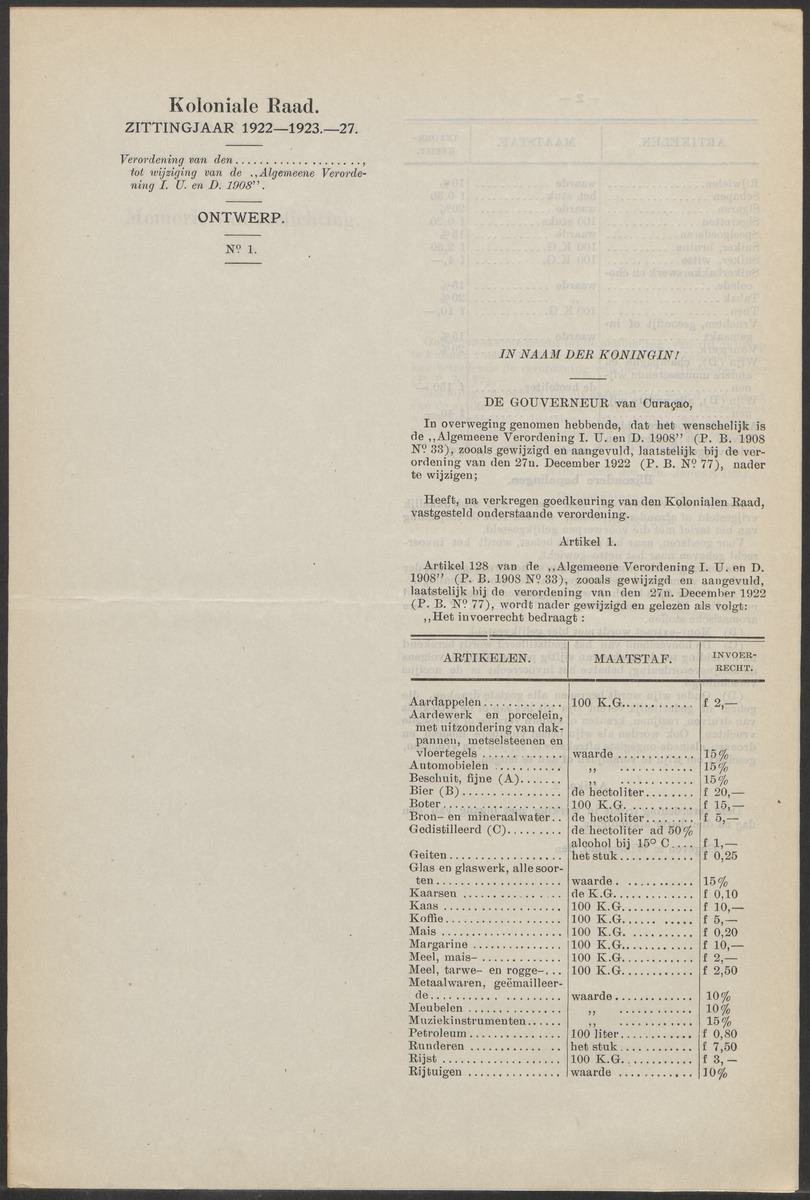 Koloniale Raad.
ZITTINGJAAR 1922—1923.—27.
Verordening van den...................,
tot wijziging van de ,,Algemeene Verorde-
ning I. U. en D. 1908".
ONTWERP.
No 1.
IN NAAM DER KONINGIN!
DE GOUVERNEUR van Curaçao,
In overweging genomen hebbende, dat het wenschelijk is
de ,,Algemeene Verordening I. U. en D. 1908" (P. B. 1908
No 33), zooals gewijzigd en aangevuld, laatstelijk bij de ver-
ordening van den 27n. December 1922 (P. B. No 77), nader
te wijzigen;
Heeft, na verkregen goedkeuring van den Kolonialen Raad,
vastgesteld onderstaande verordening.
Artikel 1.
Artikel 128 van de ,,Algemeene Verordening I. U. en D.
1908" (P. B. 1908 No 33), zooals gewijzigd en aangevuld,
laatstelijk bij de verordening van den 27n. December 1922
(P. B. No 77), wordt nader gewijzigd en gelezen als volgt:
,,Het invoerrecht bedraagt :
ARTIKELEN. MAATSTAF. INVOER-
RECHT.
Aardappelen............. 100 K.G............ f 2,—
Aardewerk en porcelein,
met uitzondering van dak-
pannen, metselsteenen en
vloertegels ............. waarde ............. 15%
Automobielen ........... ,, ............ 15%
Beschuit, fijne (A)....... ,, ............ 15%
Bier (B)................. de hectoliter........ f 20,—
Boter.................... 100 K.G. .......... f 15,—
Bron- en mineraalwater.. de hectoliter........ f 5,—
Gedistilleerd (C)......... de hectoliter ad 50%
alcohol bij 15° C.... f 1,—
Geiten................... het stuk............ f 0,25
Glas en glaswerk, alle soor-
ten..................... waarde. ........... 15%
Kaarsen ................ de K.G............. f 0,10
Kaas .................... 100 K.G............ f 10,—
Koffie................... 100 K.G............ f 5,—
Mais .................... 100 K.G. .......... f 0,20
Margarine ............... 100 K.G............ f 10,—
Meel, mais- ............. 100 K.G............ f 2,—
Meel, tarwe- en rogge-... 100 K.G............ f 2,50
Metaalwaren, geëmailleer-
de...................... waarde............. 10%
Meubelen ................ ,, ............ 10%
Muziekinstrumenten...... ,, ............ 15%
Petroleum............... 100 liter............ f 0,80
Runderen ............... het stuk............ f 7,50
Rijst .................... 100 K.G............ f 3,—
Rijtuigen ................ waarde ............ 10%